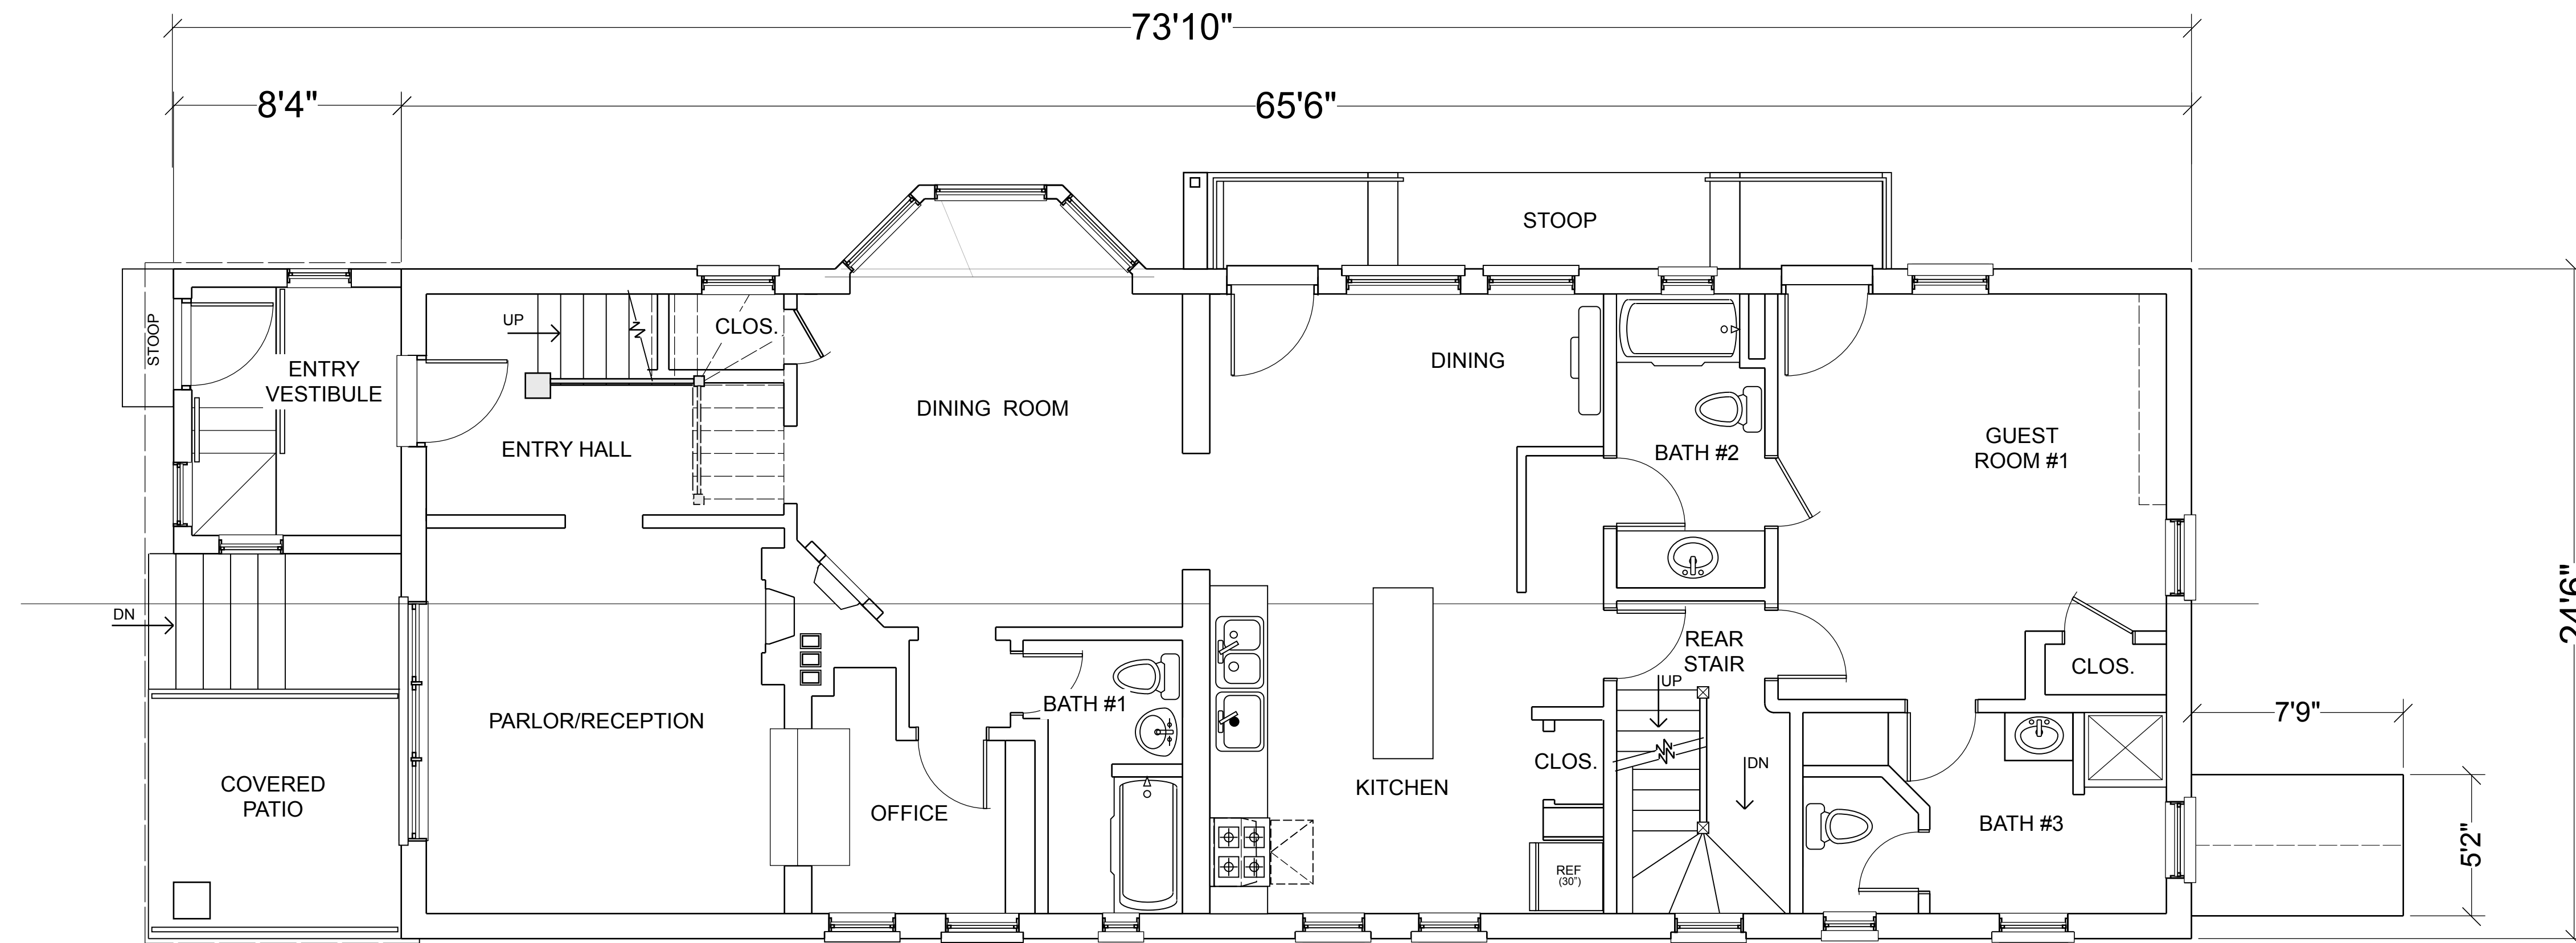 73'10"
8'4"
65'6"
STOOP
STOOP
UP
CLOS.
ENTRY
VESTIBULE
DINING
DINING ROOM
ENTRY HALL
BATH #2
GUEST
ROOM #1
24'6"
DN
REAR
STAIR
CLOS.
UP
BATH #1
PARLOR/RECEPTION
7'9"
CLOS.
DN
COVERED
PATIO
KITCHEN
OFFICE
BATH #3
5'2"
REF
(30")